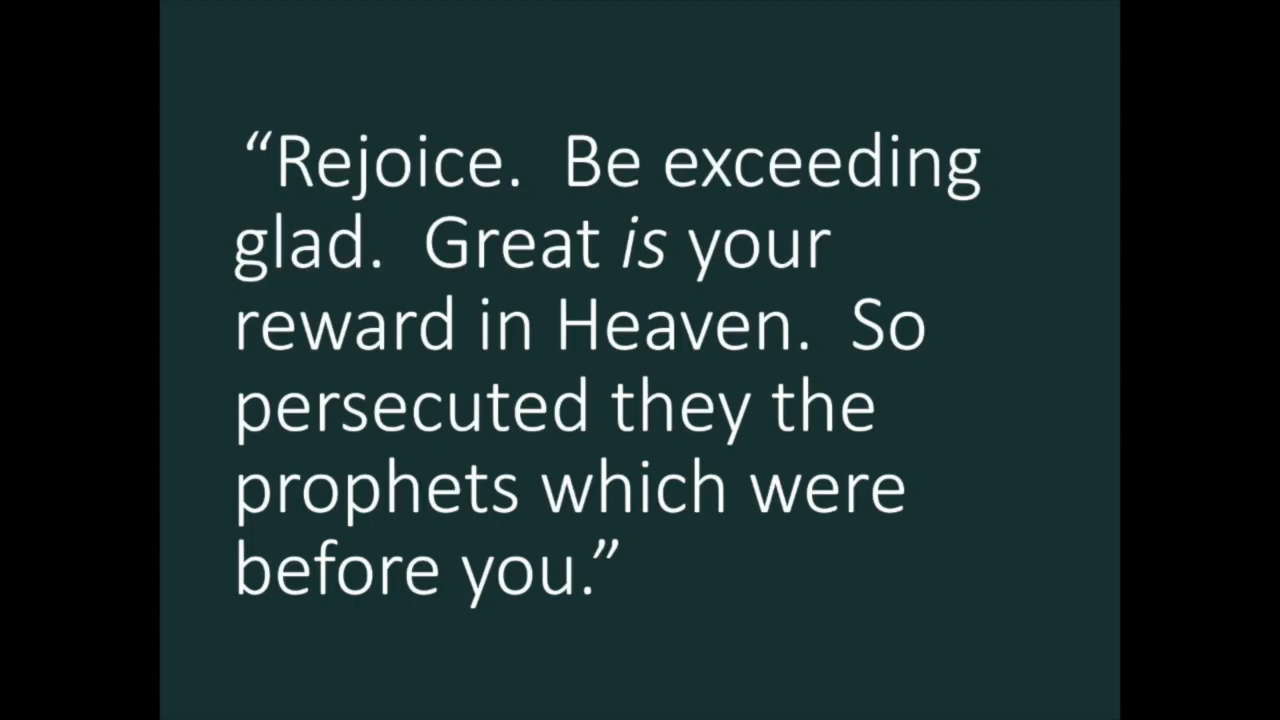 “Rejoice.  Be exceeding
glad.  Great is your
reward in Heaven.  So
persecuted they the
prophets which were
before you.”